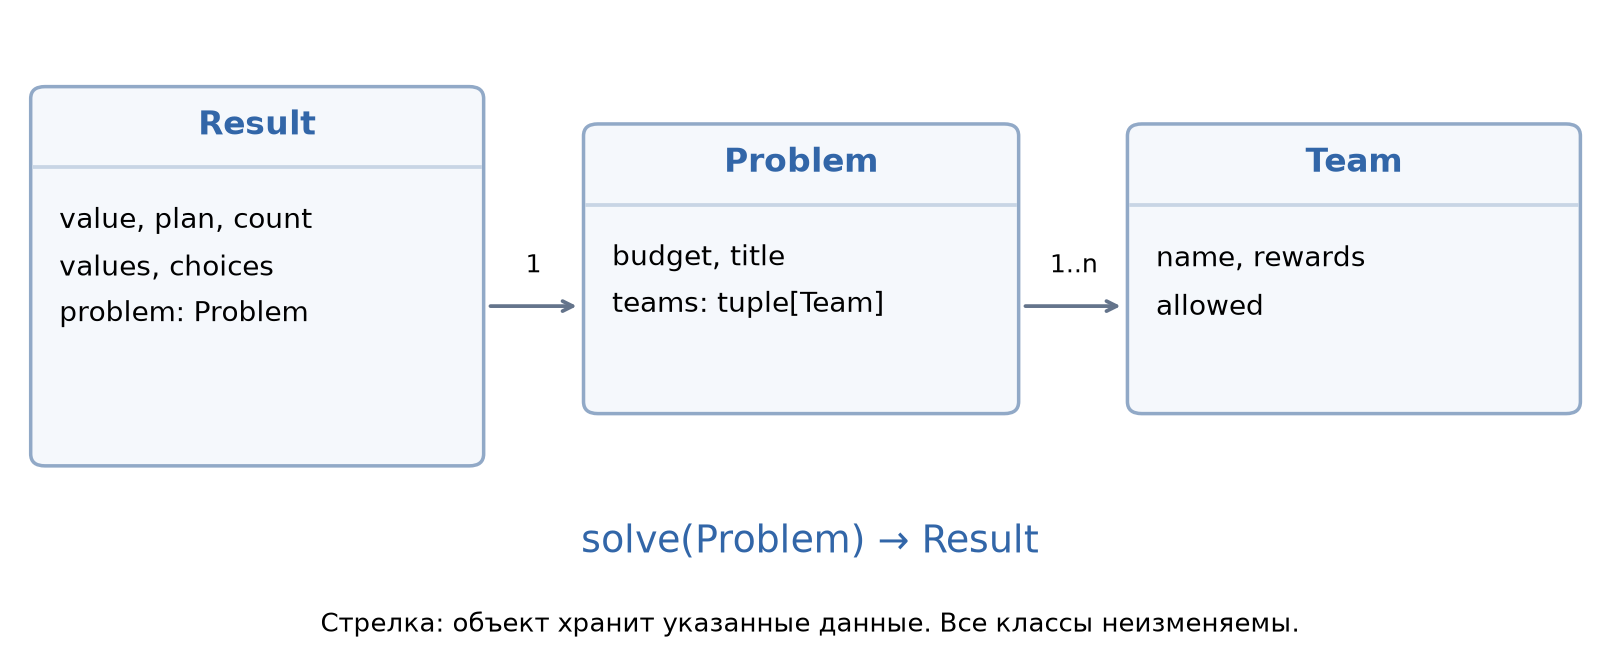 Result
value, plan, count
values, choices
problem: Problem
1
Problem
budget, title
teams: tuple[Team]
1..n
Team
name, rewards
allowed
solve(Problem) → Result
Стрелка: объект хранит указанные данные. Все классы неизменяемы.